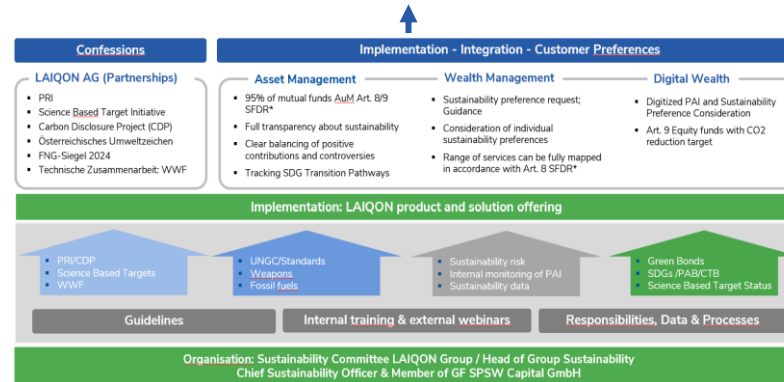 Confessions
Implementation - Integration - Customer Preferences
LAIQON AG (Partnerships)
PRI
Science Based Target Initiative
Carbon Disclosure Project (CDP)
Österreichisches Umweltzeichen
FNG-Siegel 2024
Technische Zusammenarbeit: WWF
Asset Management
95% of mutual funds AuM Art. 8/9
SFDR*
Full transparency about sustainability
Clear balancing of positive
contributions and controversies
Tracking SDG Transition Pathways
Wealth Management
Sustainability preference request;
Guidance
Consideration of individual
sustainability preferences
Range of services can be fully mapped
in accordance with Art. 8 SFDR*
Digital Wealth
Digitized PAI and Sustainability
Preference Consideration
Art. 9 Equity funds with CO2
reduction target
Implementation: LAIQON product and solution offering
PRI/CDP
Science Based Targets
WWF
UNGC/Standards
Weapons
Fossil fuels
Sustainability risk
Internal monitoring of PAI
Sustainability data
Green Bonds
SDGs /PAB/CTB
Science Based Target Status
Guidelines
Internal training & external webinars
Responsibilities, Data & Processes
Organisation: Sustainability Committee LAIQON Group / Head of Group Sustainability
Chief Sustainability Officer & Member of GF SPSW Capital GmbH